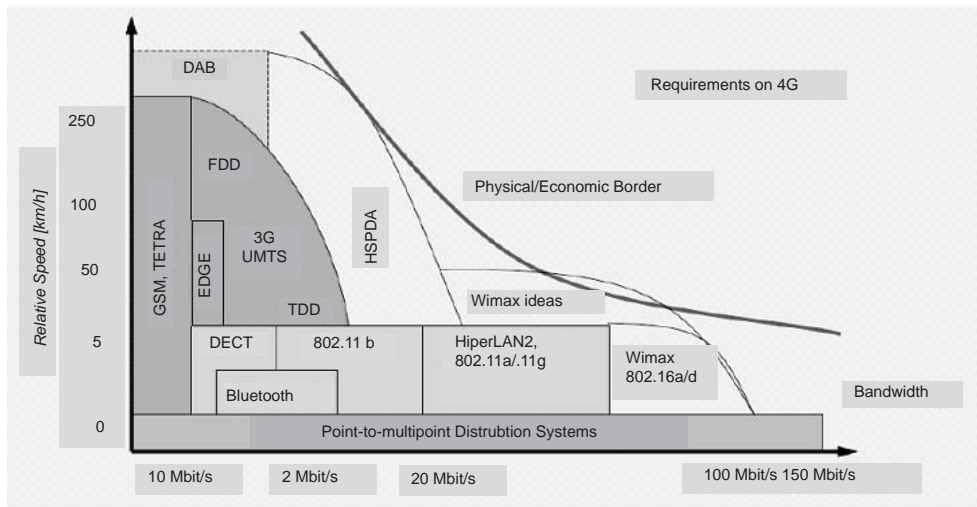 DAB
Requirements on 4G
250
FDD
Physical/Economic Border
100
Relative Speed [km/h]
GSM, TETRA
EDGE
3G
UMTS
HSPDA
50
Wimax ideas
TDD
5
DECT
802.11 b
HiperLAN2,
802.11a/.11g
Wimax
802.16a/d
Bluetooth
Bandwidth
0
Point-to-multipoint Distrubtion Systems
10 Mbit/s
2 Mbit/s
20 Mbit/s
100 Mbit/s 150 Mbit/s